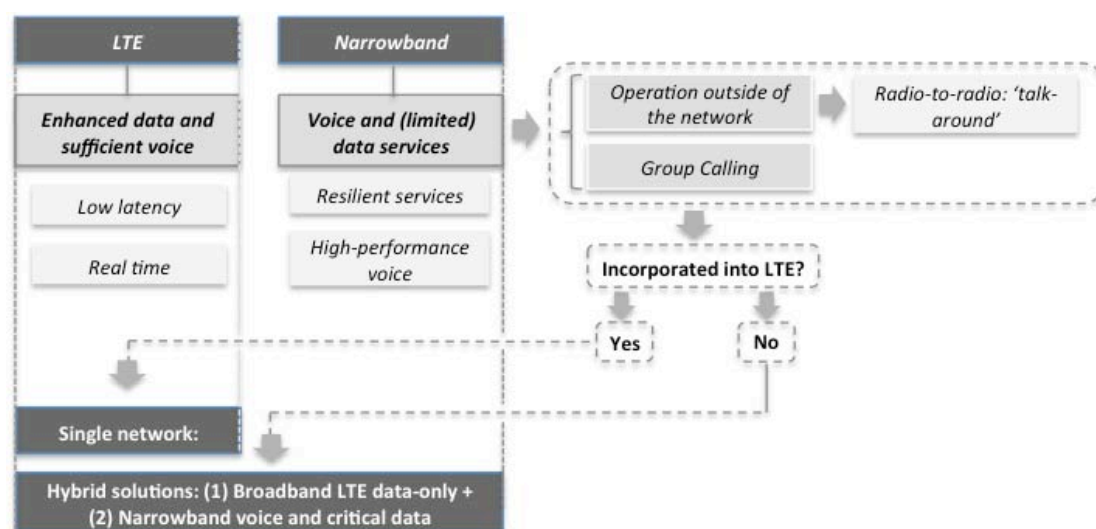 LTE
Narrowband
Enhanced data and
sufficient voice
Voice and (limited)
data services
Operation outside of
the network
Radio-to-radio: ‘talk-
around’
Group Calling
Low latency
Resilient services
Real time
High-performance
voice
Incorporated into LTE?
Yes
No
Single network:
Hybrid solutions: (1) Broadband LTE data-only +
(2) Narrowband voice and critical data